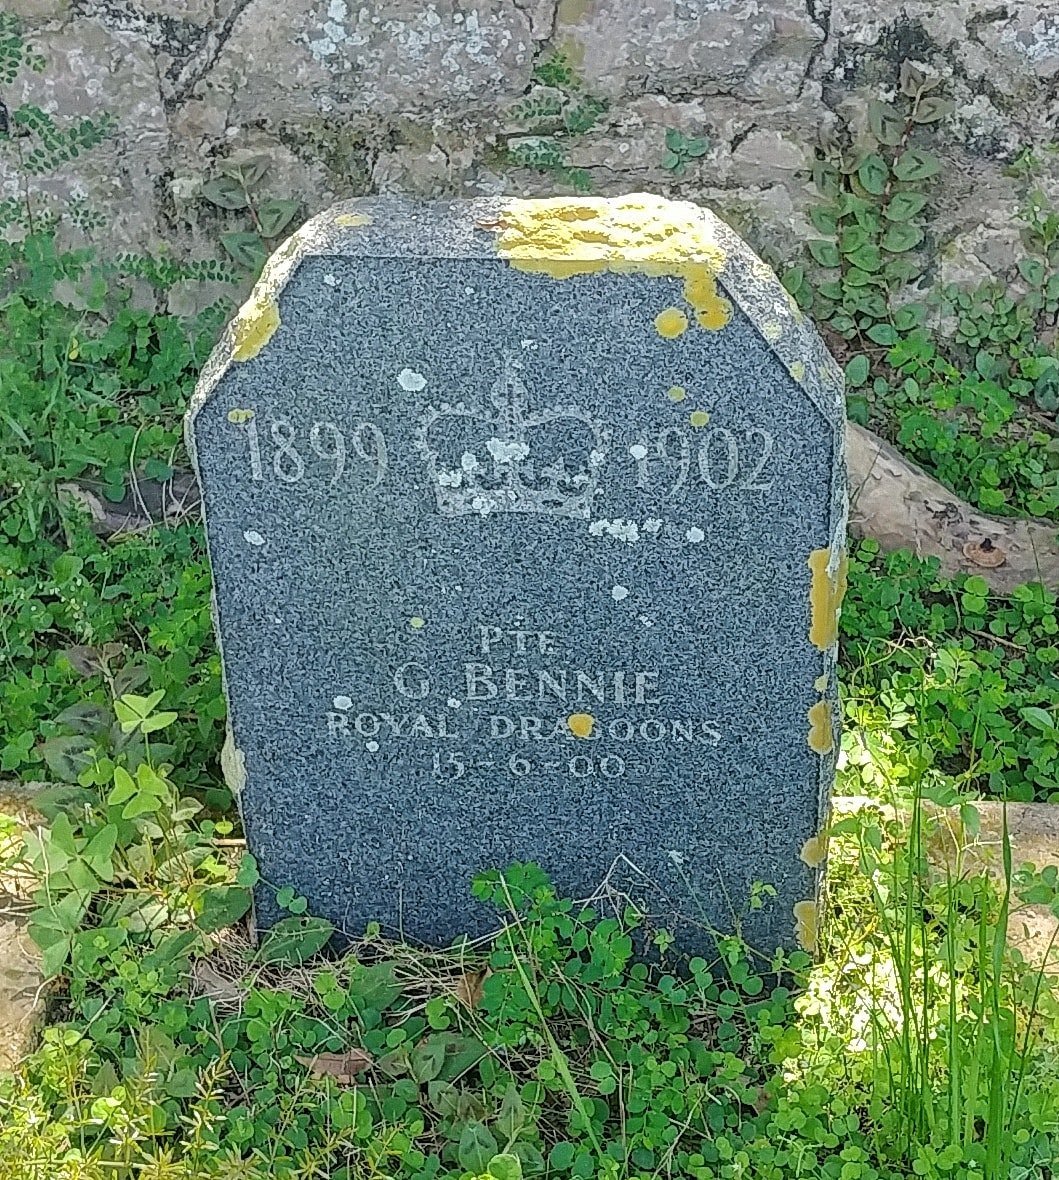 1899 1902
PTE
G BENNIE
ROYAL DRAGOONS
15-6-00